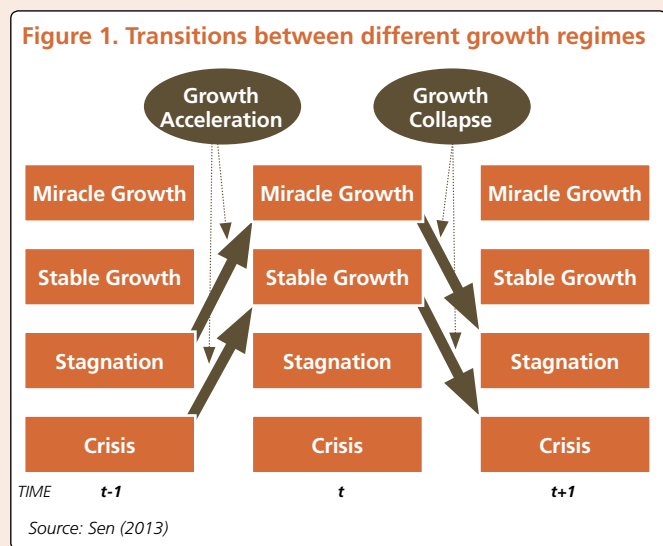 Figure 1. Transitions between different growth regimes
Growth
Acceleration
Growth
Collapse
Miracle Growth
Miracle Growth
Miracle Growth
Stable Growth
Stable Growth
Stable Growth
Stagnation
Stagnation
Stagnation
Crisis
Crisis
Crisis
TIME t-1 t t+1
Source: Sen (2013)